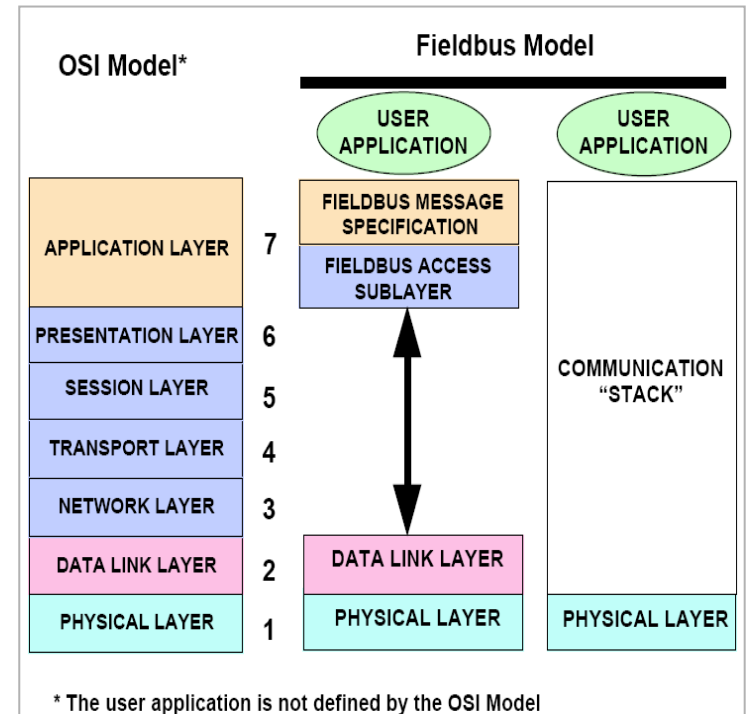 OSI Model*
Fieldbus Model
USER
APPLICATION
USER
APPLICATION
APPLICATION LAYER
7
FIELDBUS MESSAGE
SPECIFICATION
FIELDBUS ACCESS
SUBLAYER
PRESENTATION LAYER
6
SESSION LAYER
5
COMMUNICATION
“STACK”
TRANSPORT LAYER
4
NETWORK LAYER
3
DATA LINK LAYER
2
DATA LINK LAYER
PHYSICAL LAYER
1
PHYSICAL LAYER
PHYSICAL LAYER
* The user application is not defined by the OSI Model